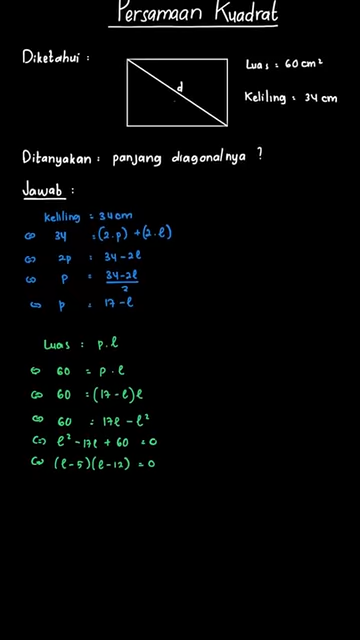 Persamaan Kuadrat
Diketahui :
d
Luas = 60 cm²
Keliling = 34 cm
Ditanyakan : panjang diagonalnya ?
Jawab :
Keliling = 34 cm
⇔ 34 = (2.p) + (2.l)
⇔ 2p = 34 - 2l
⇔ p = \frac{34-2l}{2}
⇔ p = 17 - l
Luas : p.l
⇔ 60 = p.l
⇔ 60 = (17 - l)l
⇔ 60 = 17l - l²
⇔ l² - 17l + 60 = 0
⇔ (l-5)(l-12) = 0